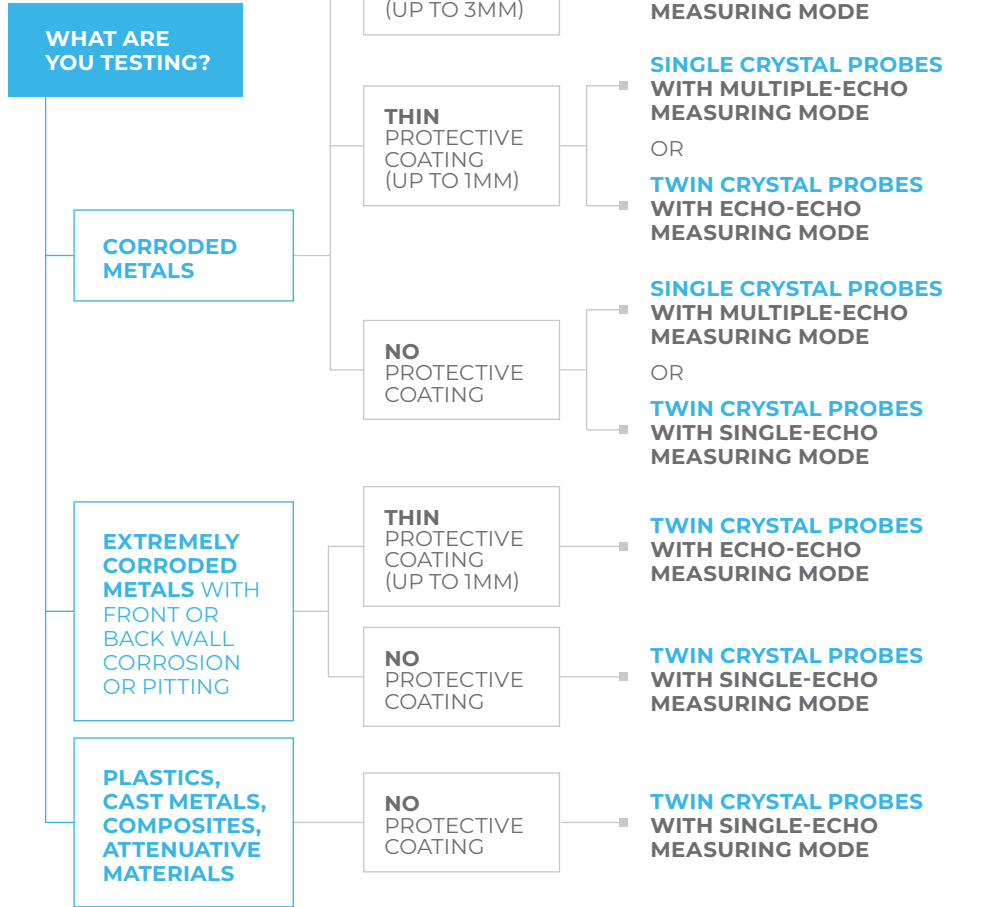 (UP TO 3MM)
MEASURING MODE
WHAT ARE
YOU TESTING?
THIN
PROTECTIVE
COATING
(UP TO 1MM)
SINGLE CRYSTAL PROBES
WITH MULTIPLE-ECHO
MEASURING MODE
OR
TWIN CRYSTAL PROBES
WITH ECHO-ECHO
MEASURING MODE
CORRODED
METALS
NO
PROTECTIVE
COATING
SINGLE CRYSTAL PROBES
WITH MULTIPLE-ECHO
MEASURING MODE
OR
TWIN CRYSTAL PROBES
WITH SINGLE-ECHO
MEASURING MODE
EXTREMELY
CORRODED
METALS WITH
FRONT OR
BACK WALL
CORROSION
OR PITTING
THIN
PROTECTIVE
COATING
(UP TO 1MM)
TWIN CRYSTAL PROBES
WITH ECHO-ECHO
MEASURING MODE
NO
PROTECTIVE
COATING
TWIN CRYSTAL PROBES
WITH SINGLE-ECHO
MEASURING MODE
PLASTICS,
CAST METALS,
COMPOSITES,
ATTENUATIVE
MATERIALS
NO
PROTECTIVE
COATING
TWIN CRYSTAL PROBES
WITH SINGLE-ECHO
MEASURING MODE